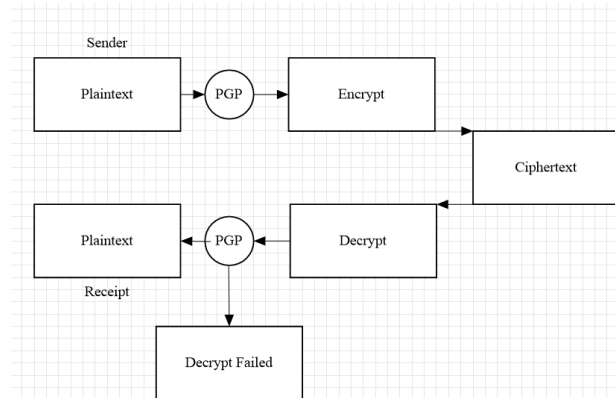 Sender
Plaintext
PGP
Encrypt
Ciphertext
Plaintext
PGP
Decrypt
Receipt
Decrypt Failed